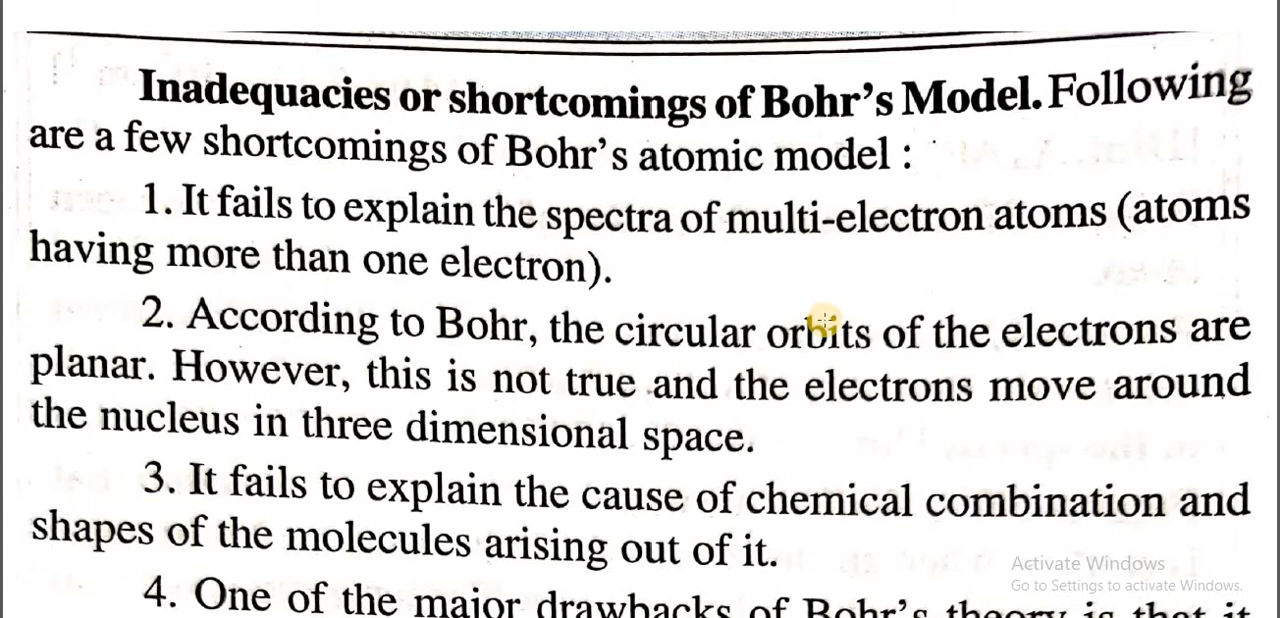 Inadequacies or shortcomings of Bohr's Model. Following
are a few shortcomings of Bohr's atomic model :
1. It fails to explain the spectra of multi-electron atoms (atoms
having more than one electron).
2. According to Bohr, the circular orbits of the electrons are
planar. However, this is not true and the electrons move around
the nucleus in three dimensional space.
3. It fails to explain the cause of chemical combination and
shapes of the molecules arising out of it.
4. One of the major drawbacks of Bohr's theory is that it
Activate Windows
Go to Settings to activate Windows.